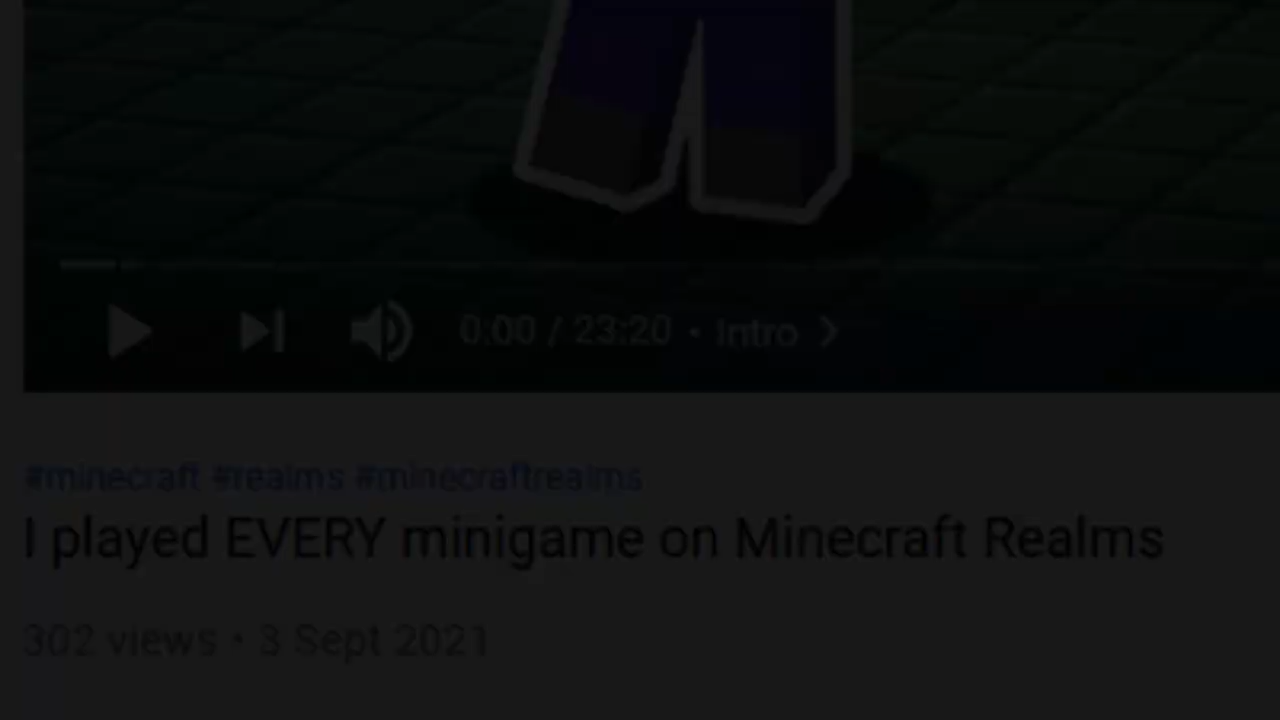 0:00 / 23:20 • Intro
#minecraft #realms #minecraftrealms
I played EVERY minigame on Minecraft Realms
302 views • 3 Sept 2021